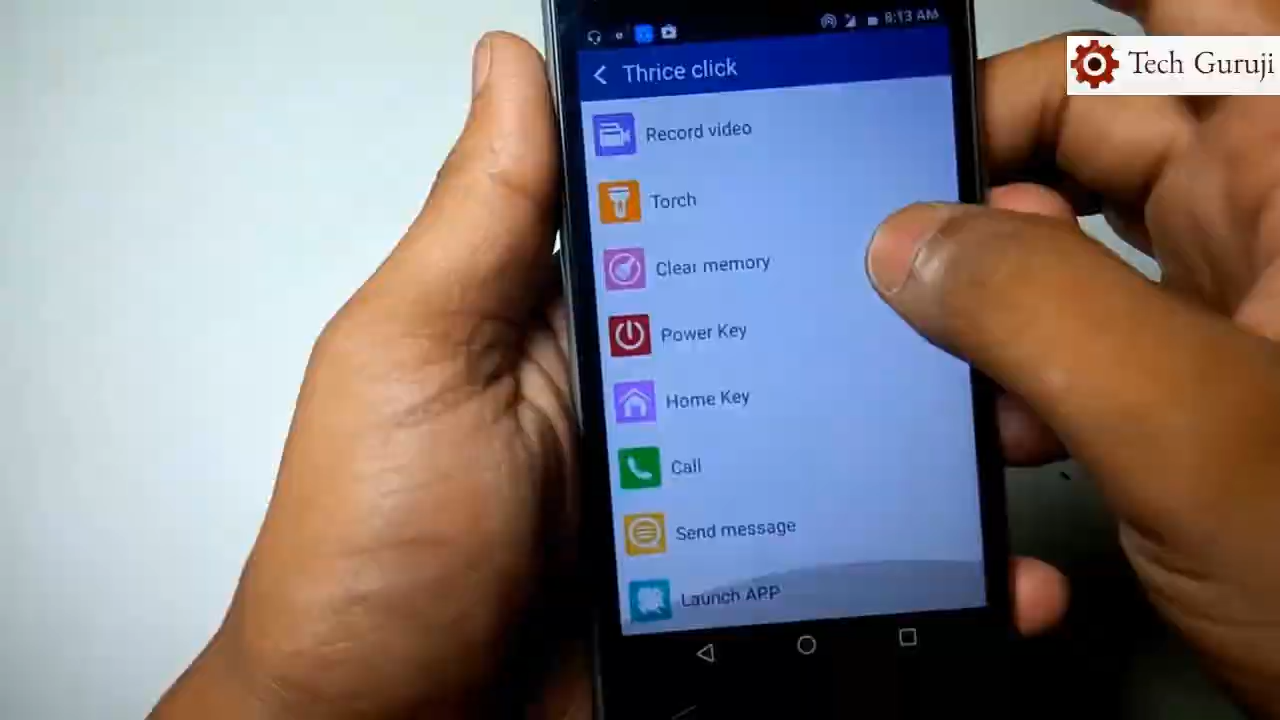 8:13 AM
Tech Guruji
Thrice click
Record video
Torch
Clear memory
Power Key
Home Key
Call
Send message
Launch APP